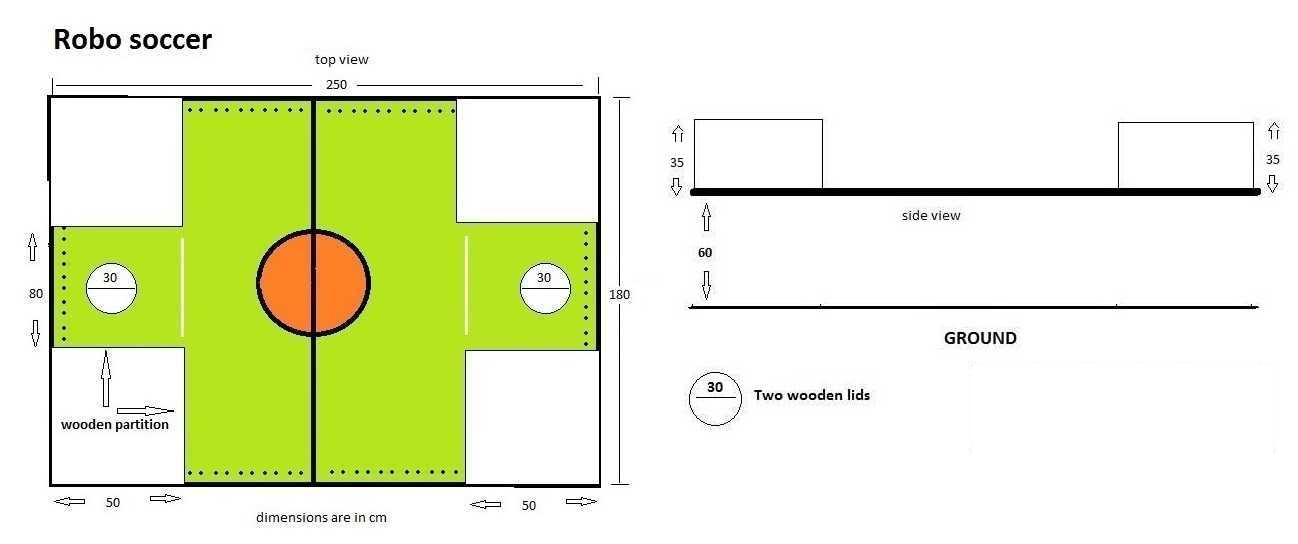 Robo soccer
top view
250
30
30
80
180
wooden partition
50
50
dimensions are in cm
35
35
side view
60
GROUND
30
Two wooden lids